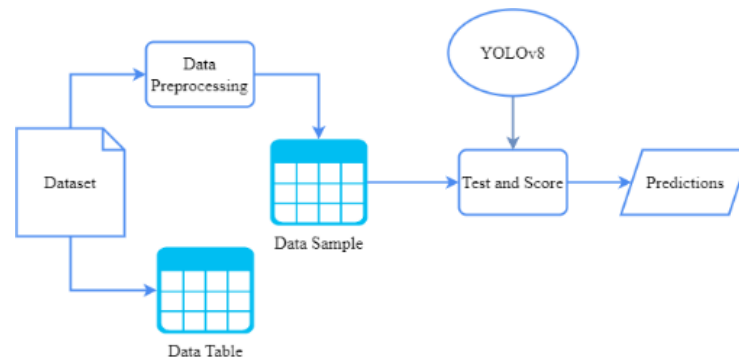 YOLOv8
Data
Preprocessing
Dataset
Test and Score
Predictions
Data Sample
Data Table